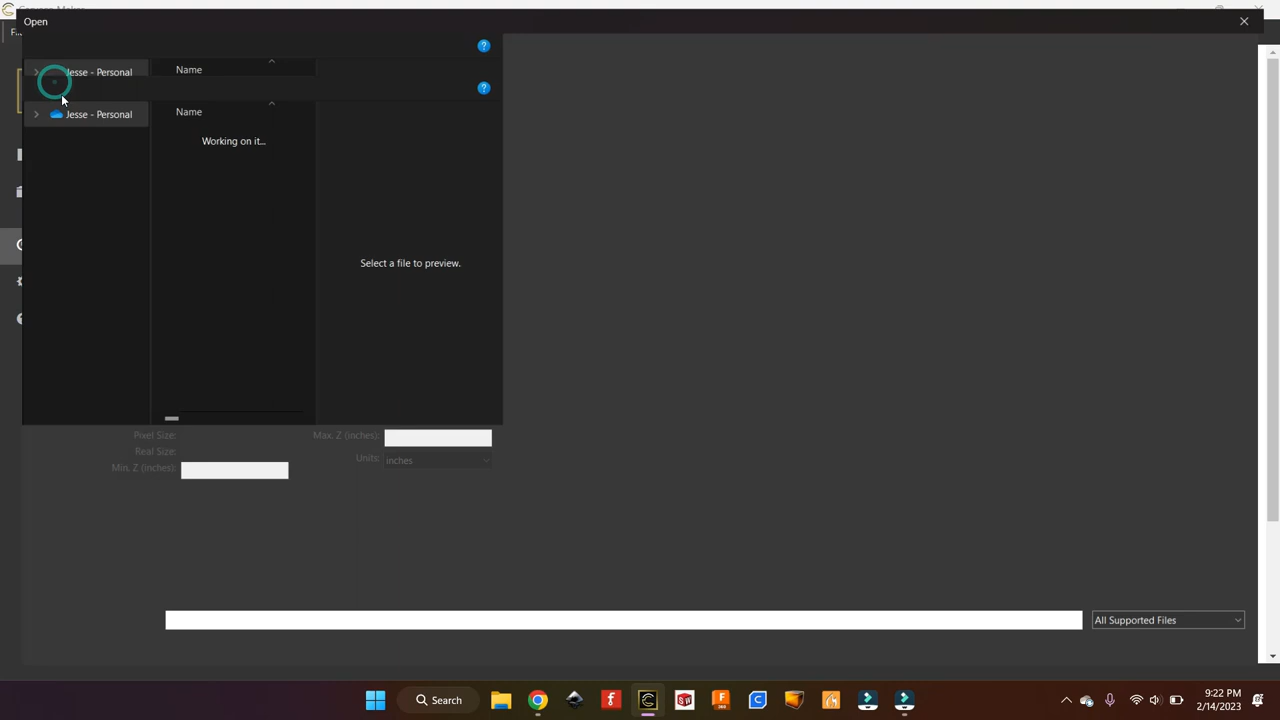 Open
Jesse - Personal
Name
Jesse - Personal
Name
Working on it...
Select a file to preview.
Pixel Size:
Max. Z (inches):
Real Size:
Units:
inches
Min. Z (inches):
All Supported Files
Search
9:22 PM
2/14/2023